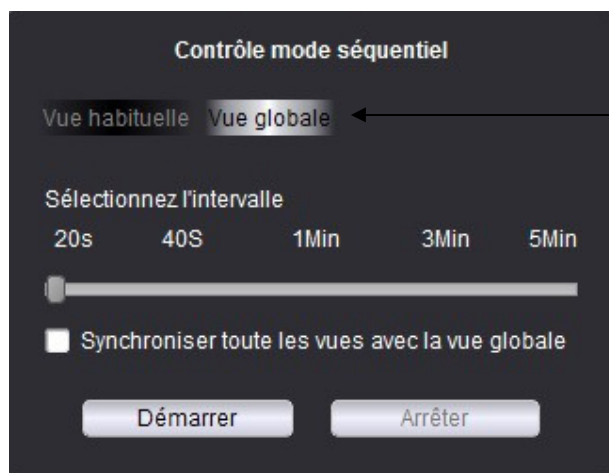 Contrôle mode séquentiel
Vue habituelle Vue globale
Sélectionnez l'intervalle
20s 40S 1Min 3Min 5Min
Synchroniser toute les vues avec la vue globale
Démarrer Arrêter